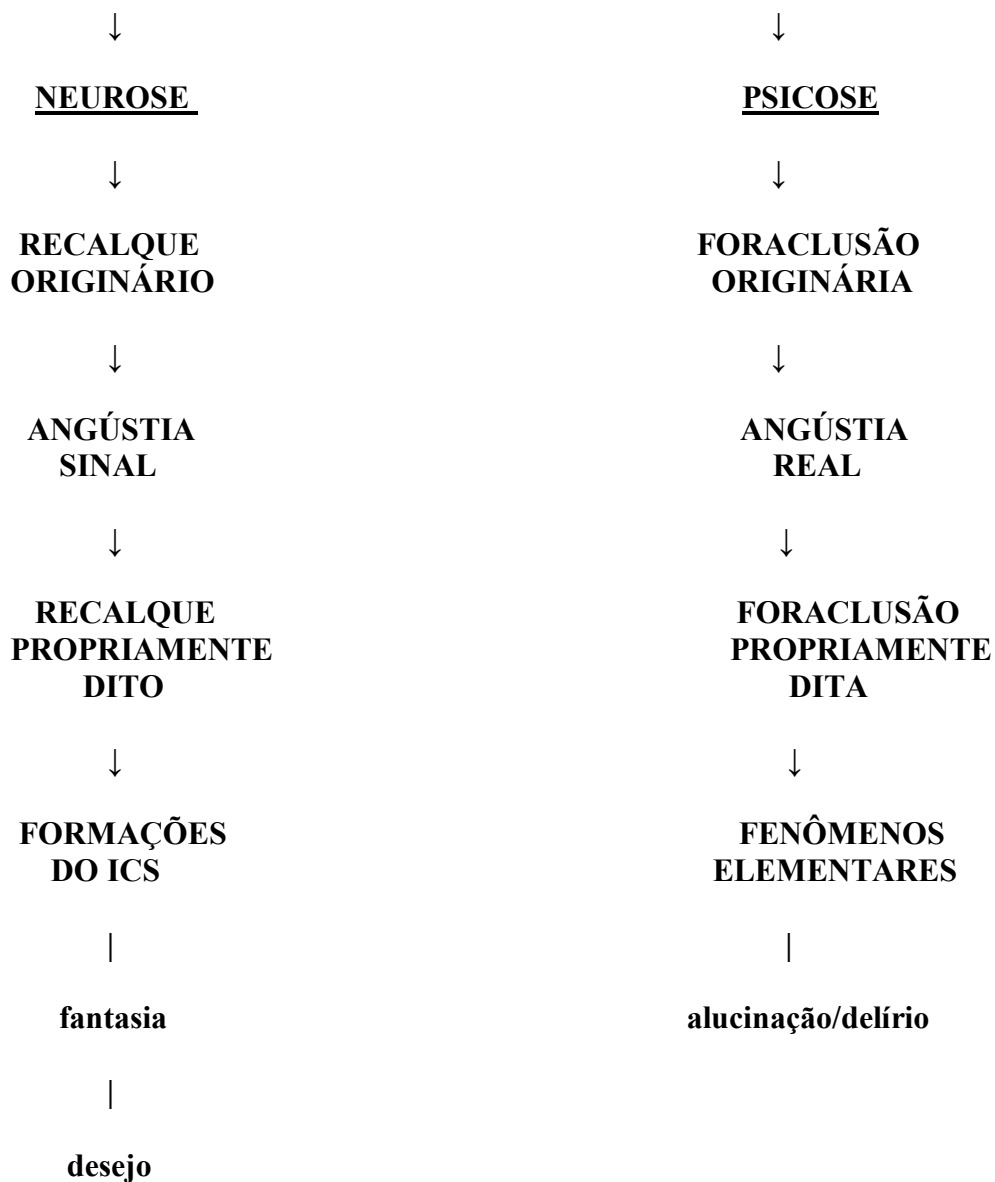 ↓ ↓
NEUROSE PSICOSE
↓ ↓
RECALQUE FORACLUSÃO
ORIGINÁRIO ORIGINÁRIA
↓ ↓
ANGÚSTIA ANGÚSTIA
SINAL REAL
↓ ↓
RECALQUE FORACLUSÃO
PROPRIAMENTE PROPRIAMENTE
DITO DITA
↓ ↓
FORMAÇÕES FENÔMENOS
DO ICS ELEMENTARES
| |
fantasia alucinação/delírio
|
desejo